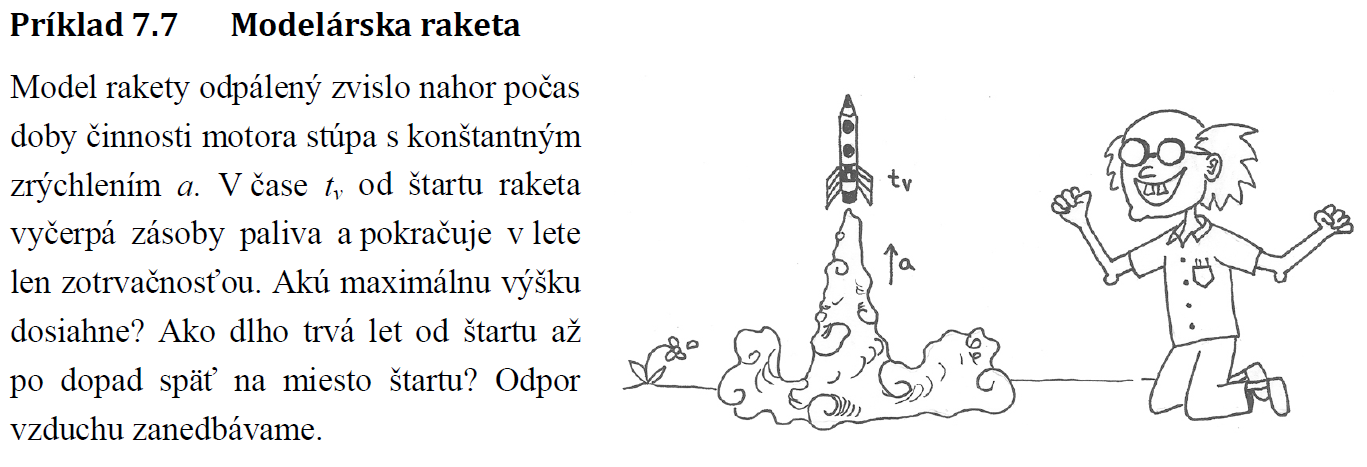 Príklad 7.7 Modelárska raketa
Model rakety odpálený zvislo nahor počas
doby činnosti motora stúpa s konštantným
zrýchlením a. V čase tv od štartu raketa
vyčerpá zásoby paliva a pokračuje v lete
len zotrvačnosťou. Akú maximálnu výšku
dosiahne? Ako dlho trvá let od štartu až
po dopad späť na miesto štartu? Odpor
vzduchu zanedbávame.
tv
a